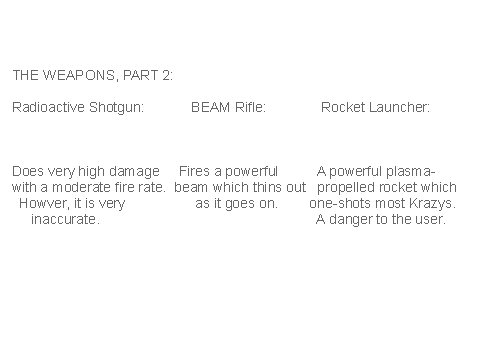 THE WEAPONS, PART 2:
Radioactive Shotgun:
Does very high damage
with a moderate fire rate.
Howver, it is very
inaccurate.
BEAM Rifle:
Fires a powerful
beam which thins out
as it goes on.
Rocket Launcher:
A powerful plasma-
propelled rocket which
one-shots most Krazys.
A danger to the user.